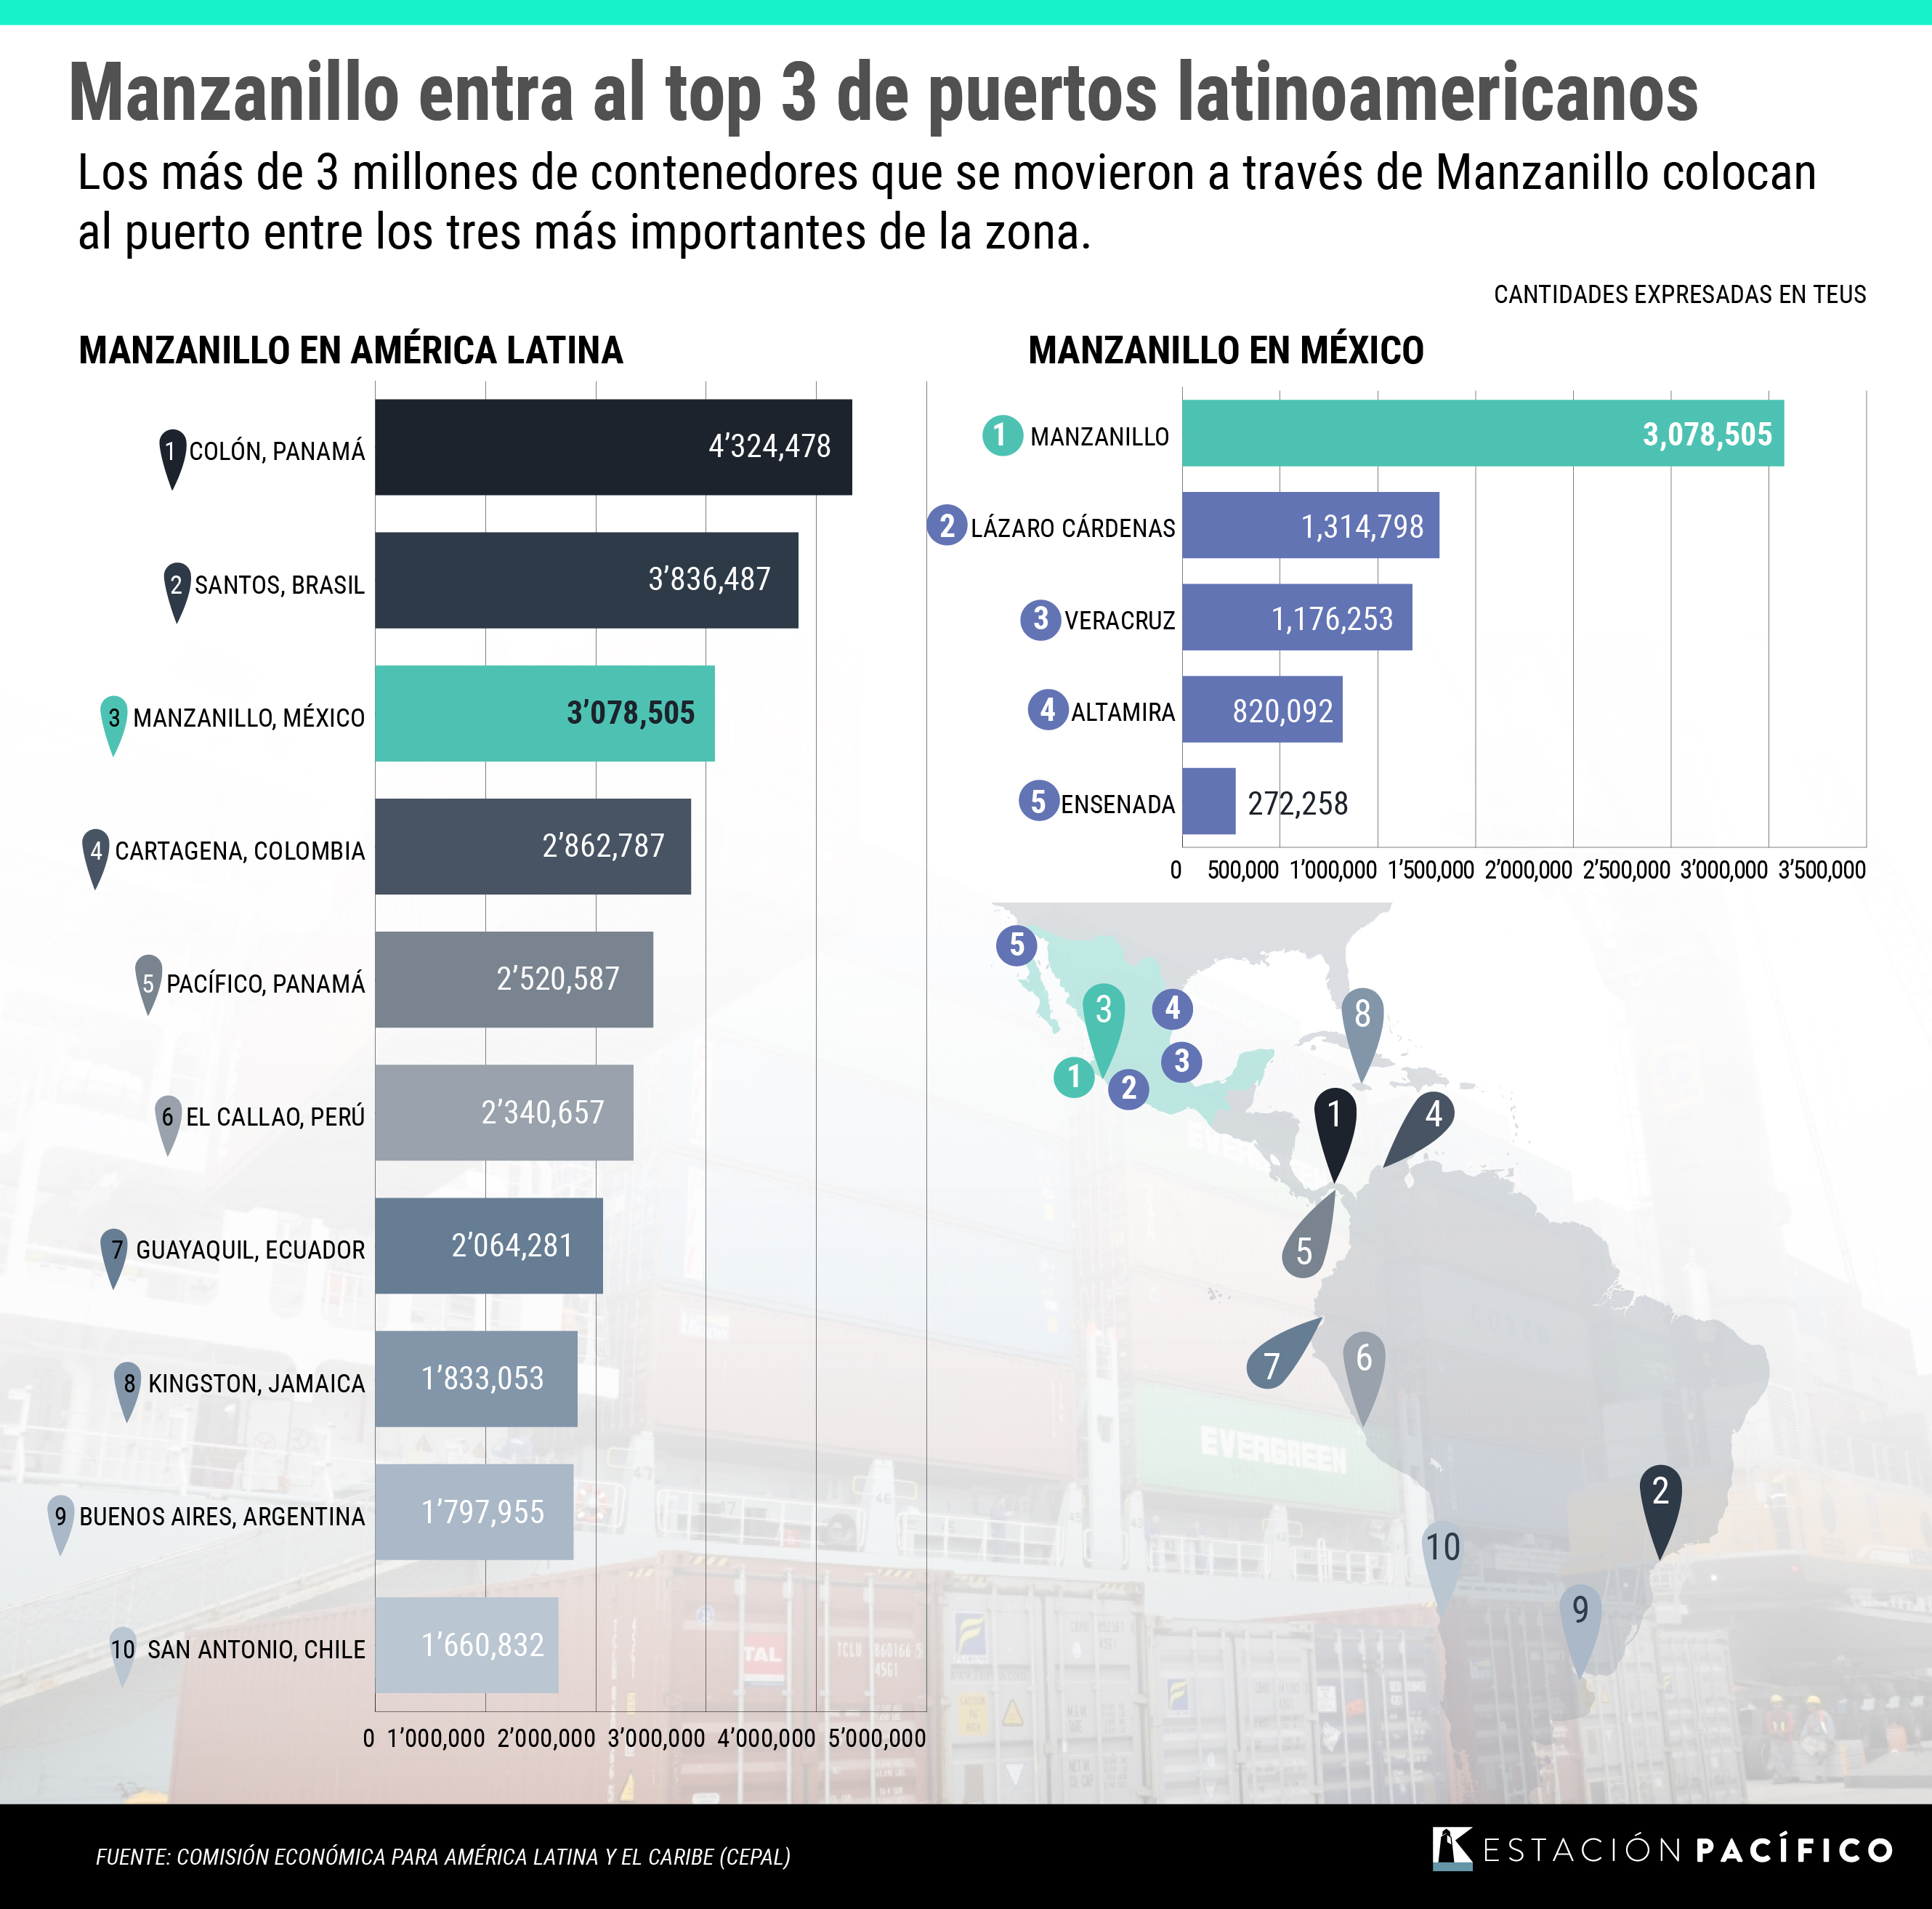 Manzanillo entra al top 3 de puertos latinoamericanos
Los más de 3 millones de contenedores que se movieron a través de Manzanillo colocan
al puerto entre los tres más importantes de la zona.
CANTIDADES EXPRESADAS EN TEUS
MANZANILLO EN AMÉRICA LATINA
1 COLÓN, PANAMÁ 4’324,478
2 SANTOS, BRASIL 3’836,487
3 MANZANILLO, MÉXICO 3’078,505
4 CARTAGENA, COLOMBIA 2’862,787
5 PACÍFICO, PANAMÁ 2’520,587
6 EL CALLAO, PERÚ 2’340,657
7 GUAYAQUIL, ECUADOR 2’064,281
8 KINGSTON, JAMAICA 1’833,053
9 BUENOS AIRES, ARGENTINA 1’797,955
10 SAN ANTONIO, CHILE 1’660,832
0 1’000,000 2’000,000 3’000,000 4’000,000 5’000,000
MANZANILLO EN MÉXICO
1 MANZANILLO 3,078,505
2 LÁZARO CÁRDENAS 1,314,798
3 VERACRUZ 1,176,253
4 ALTAMIRA 820,092
5 ENSENADA 272,258
0 500,000 1’000,000 1’500,000 2’000,000 2’500,000 3’000,000 3’500,000
5
3
4
8
3
1
2
1
4
5
7
6
EVERGREEN
2
10
9
TAL
FUENTE: COMISIÓN ECONÓMICA PARA AMÉRICA LATINA Y EL CARIBE (CEPAL)
ESTACIÓN PACÍFICO